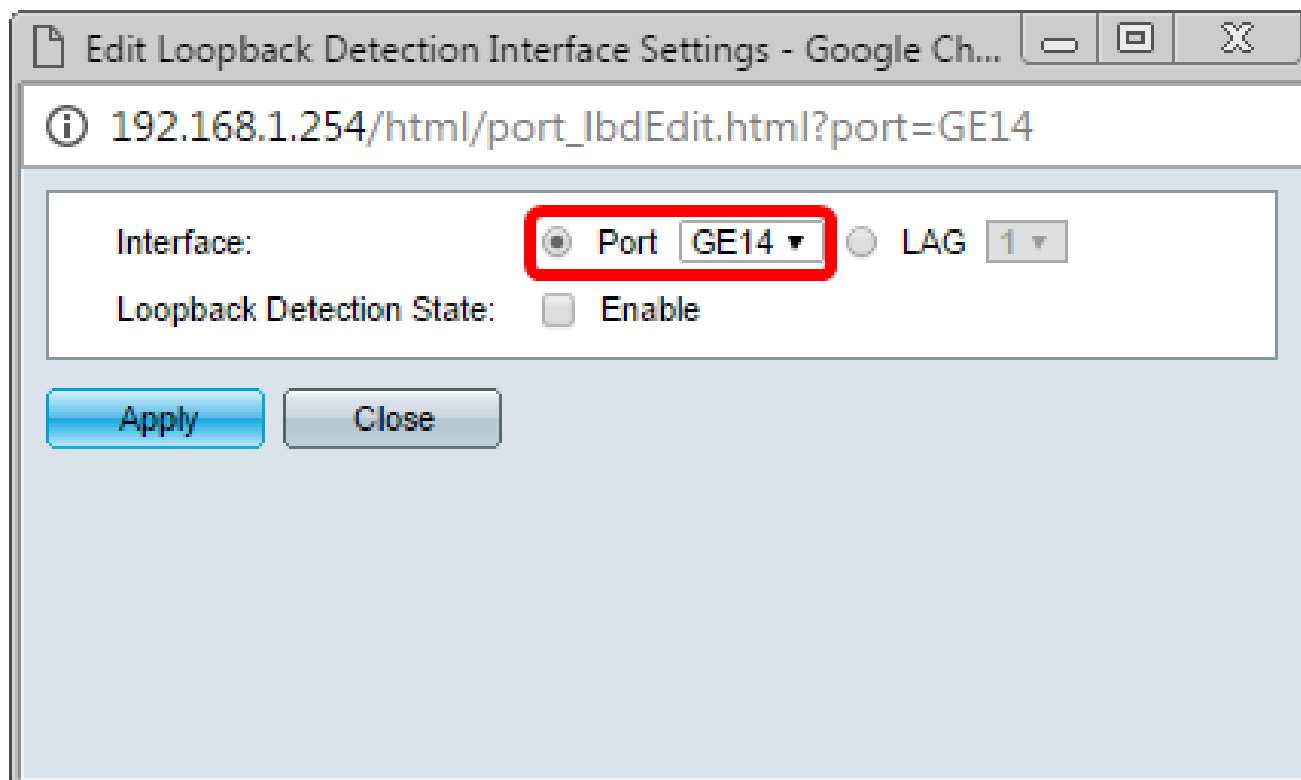 Edit Loopback Detection Interface Settings - Google Ch...
192.168.1.254/html/port_lbdEdit.html?port=GE14
Interface: Port GE14 LAG 1
Loopback Detection State: Enable
Apply Close